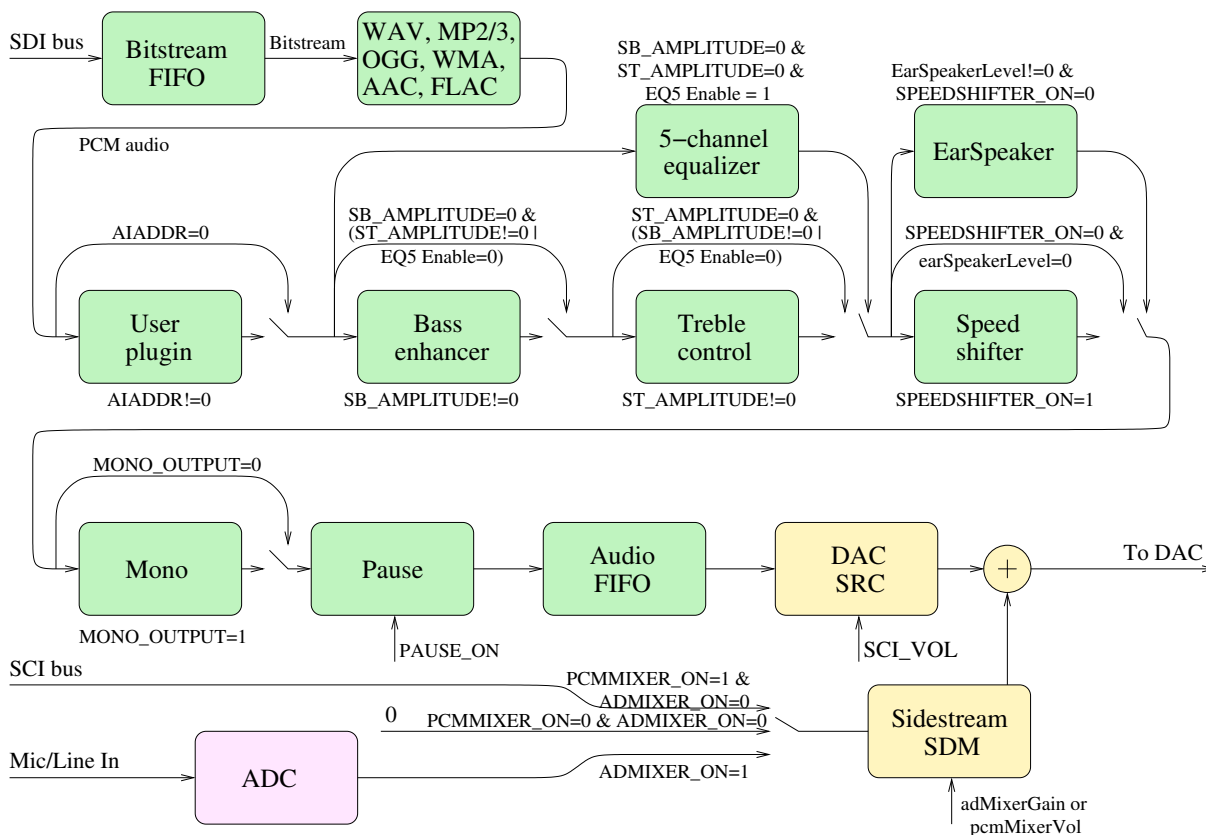 SDI bus
Bitstream
FIFO
Bitstream
WAV, MP2/3,
OGG, WMA,
AAC, FLAC
PCM audio
SB_AMPLITUDE=0 &
ST_AMPLITUDE=0 &
EQ5 Enable = 1
5−channel
equalizer
EarSpeakerLevel!=0 &
SPEEDSHIFTER_ON=0
EarSpeaker
AIADDR=0
User
plugin
AIADDR!=0
SB_AMPLITUDE=0 &
(ST_AMPLITUDE!=0 |
EQ5 Enable=0)
Bass
enhancer
SB_AMPLITUDE!=0
ST_AMPLITUDE=0 &
(SB_AMPLITUDE!=0 |
EQ5 Enable=0)
Treble
control
ST_AMPLITUDE!=0
SPEEDSHIFTER_ON=0 &
earSpeakerLevel=0
Speed
shifter
SPEEDSHIFTER_ON=1
MONO_OUTPUT=0
Mono
MONO_OUTPUT=1
Pause
PAUSE_ON
Audio
FIFO
DAC
SRC
SCI_VOL
+
To DAC
SCI bus
PCMMIXER_ON=1 &
ADMIXER_ON=0
0
PCMMIXER_ON=0 & ADMIXER_ON=0
Mic/Line In
ADC
ADMIXER_ON=1
Sidestream
SDM
adMixerGain or
pcmMixerVol